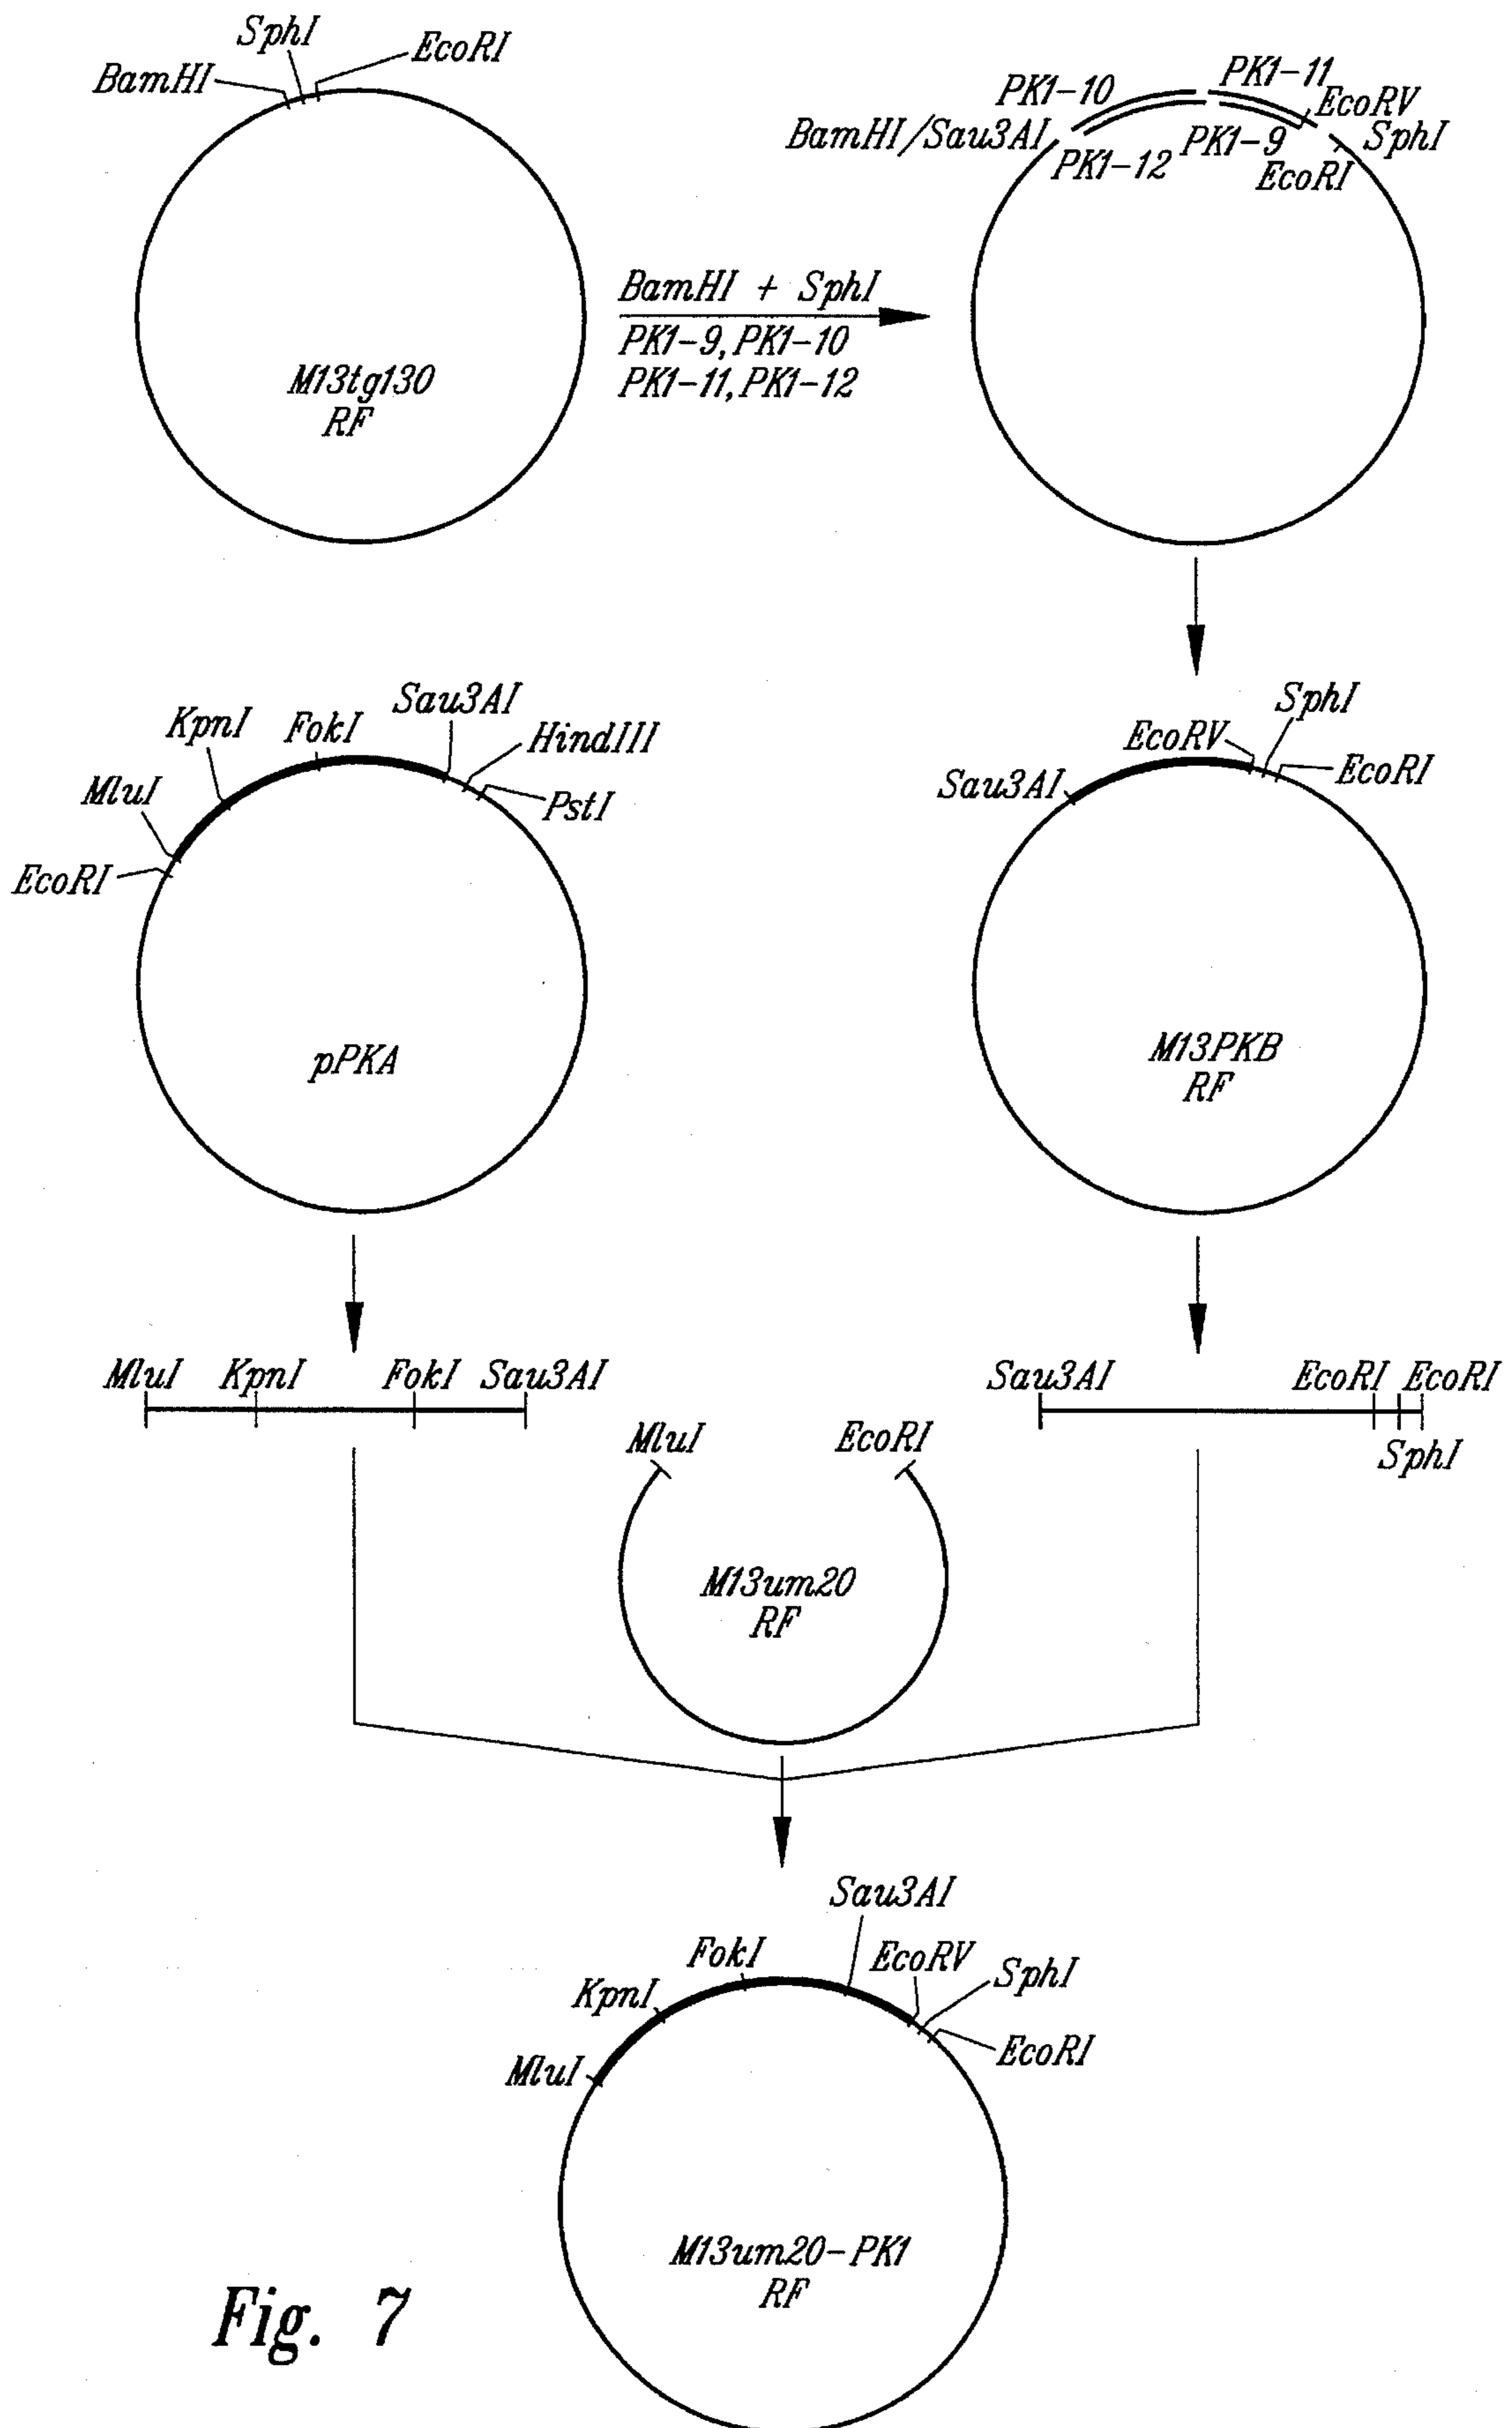 SphI
EcoRI
BamHI
M13tg130
RF
BamHI + SphI
PK1-9, PK1-10
PK1-11, PK1-12
PK1-10
PK1-11
EcoRV
BamHI/Sau3AI
SphI
PK1-12
PK1-9
EcoRI
Sau3AI
KpnI
FokI
HindIII
MluI
PstI
EcoRI
pPKA
SphI
EcoRV
EcoRI
Sau3AI
M13PKB
RF
MluI KpnI FokI Sau3AI
Sau3AI EcoRI EcoRI
SphI
MluI EcoRI
M13um20
RF
Sau3AI
FokI
EcoRV
SphI
KpnI
EcoRI
MluI
M13um20-PK1
RF
Fig. 7